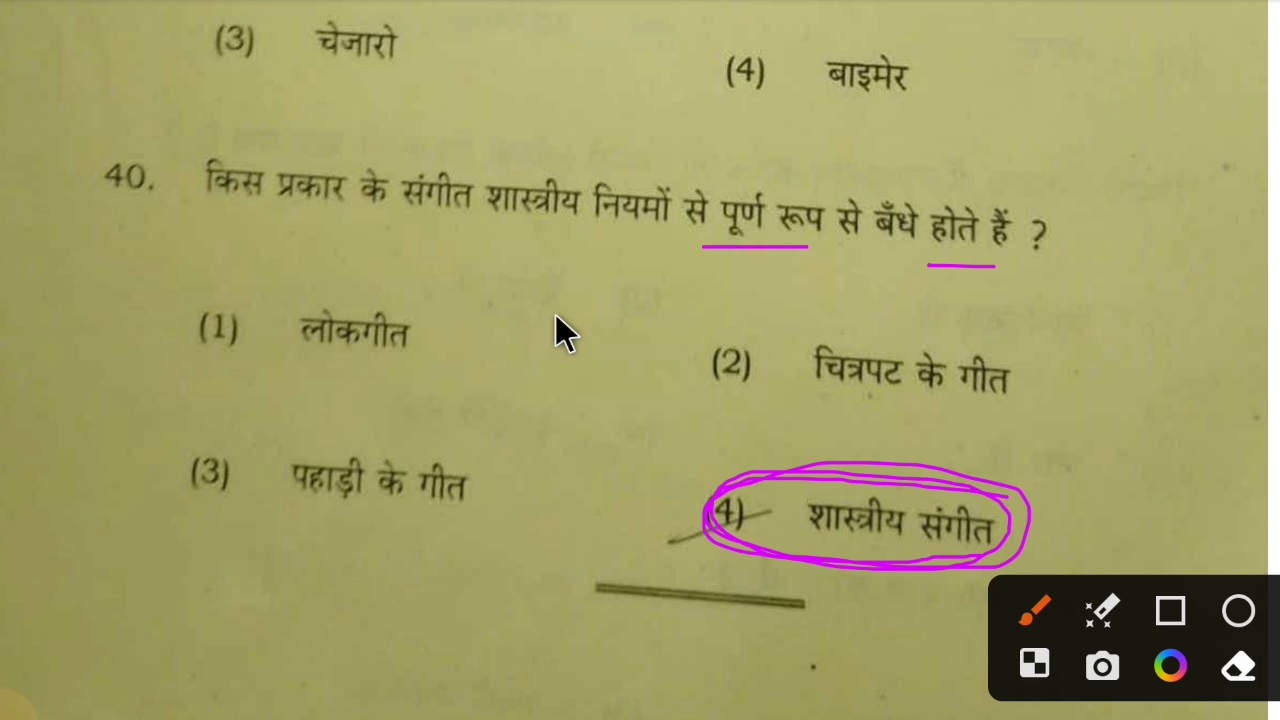 (3) चेजारो
(4) बाइमेर
40. किस प्रकार के संगीत शास्त्रीय नियमों से पूर्ण रूप से बँधे होते हैं ?
(1) लोकगीत
(2) चित्रपट के गीत
(3) पहाड़ी के गीत
(4) शास्त्रीय संगीत